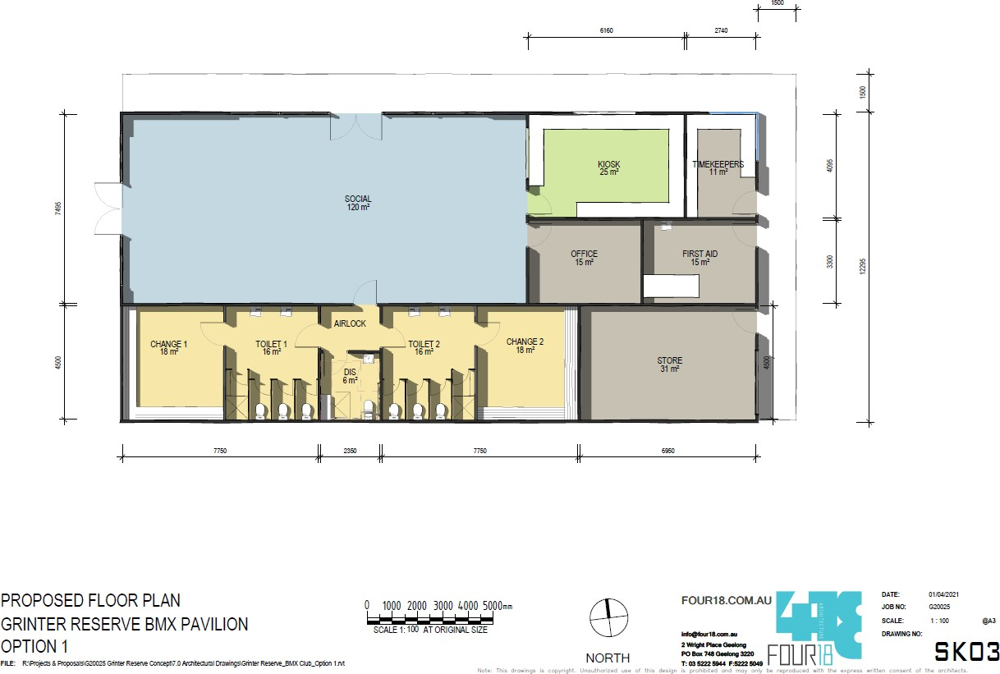 1500
6160
2740
1500
7495
4095
3300
12295
4500
4500
SOCIAL
120 m²
KIOSK
25 m²
TIMEKEEPERS
11 m²
OFFICE
15 m²
FIRST AID
15 m²
CHANGE 1
18 m²
TOILET 1
16 m²
AIRLOCK
DIS
6 m²
TOILET 2
16 m²
CHANGE 2
18 m²
STORE
31 m²
7750
2350
7750
6950
PROPOSED FLOOR PLAN
GRINTER RESERVE BMX PAVILION
OPTION 1
FILE: R:\Projects & Proposals\G20025 Grinter Reserve Concept\7.0 Architectural Drawings\Grinter Reserve_BMX Club_Option 1.rvt
0 1000 2000 3000 4000 5000mm
SCALE 1: 100 AT ORIGINAL SIZE
NORTH
FOUR18.COM.AU
info@four18.com.au
2 Wright Place Geelong
PO Box 748 Geelong 3220
T: 03 5222 5944 F:5222 5049
418
ARCHITECTURE
FOUR18
DATE: 01/04/2021
JOB NO: G20025
SCALE: 1 : 100 @A3
DRAWING NO:
SK03
Note: This drawings is copyright. Unauthorized use of this design is prohibited and may only be reproduced with the express written consent of the architects.